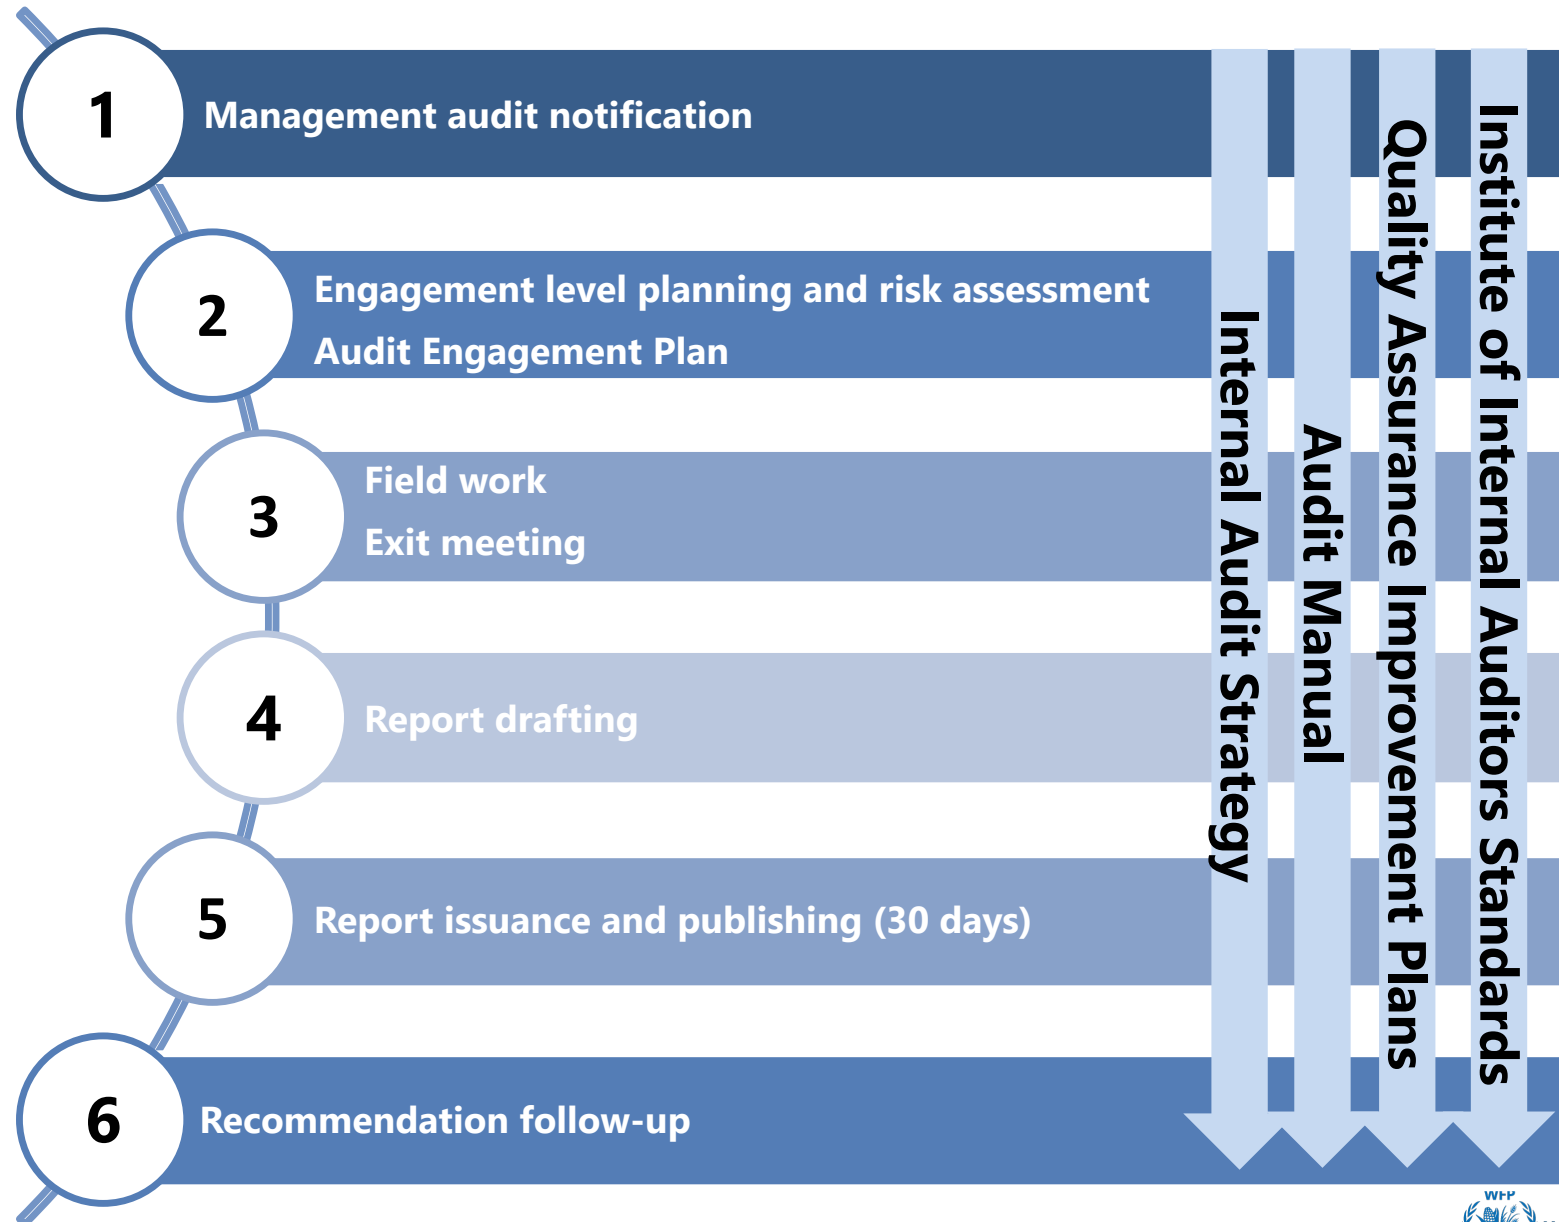 1
Management audit notification
2
Engagement level planning and risk assessment
Audit Engagement Plan
3
Field work
Exit meeting
4
Report drafting
5
Report issuance and publishing (30 days)
6
Recommendation follow-up
Internal Audit Strategy
Audit Manual
Quality Assurance Improvement Plans
Institute of Internal Auditors Standards
WFP